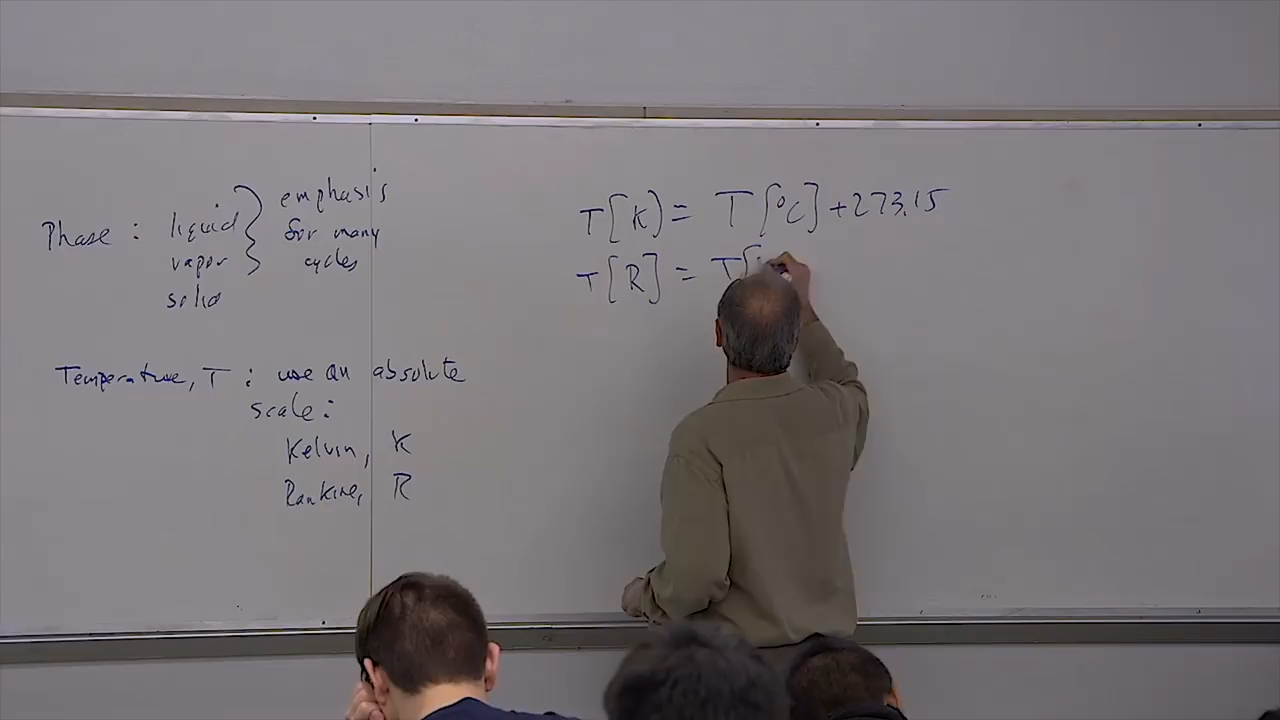 Phase : liquid } emphasis
vapor for many
solid cycles
Temperature, T : use an absolute
scale :
Kelvin, K
Rankine, R
T[K] = T[°C] + 273.15
T[R] = T[